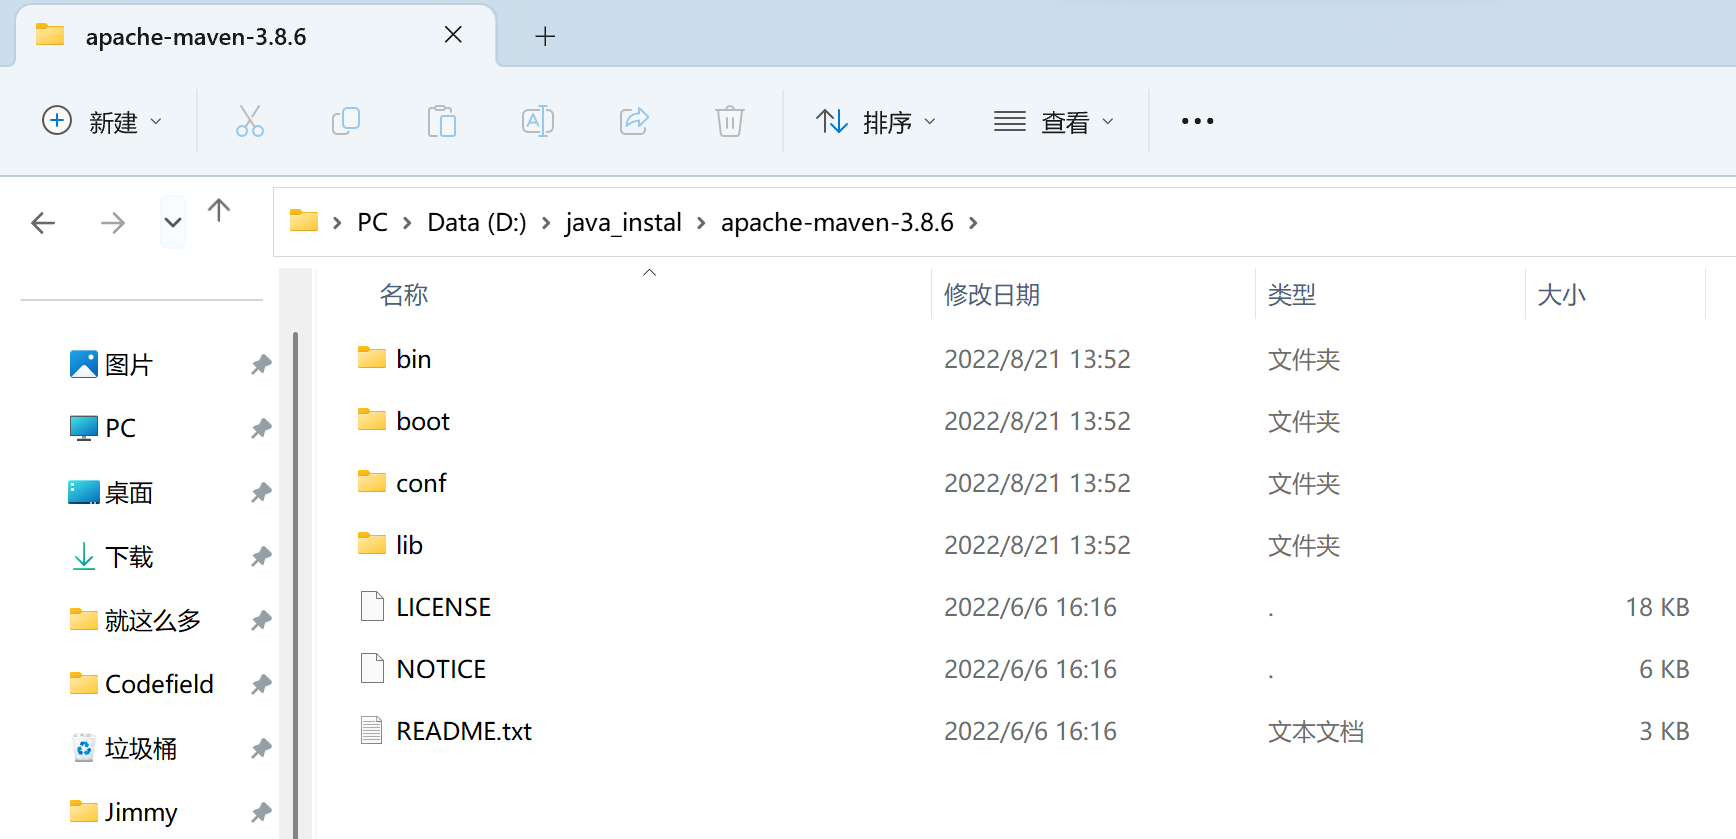 apache-maven-3.8.6
新建
排序
查看
PC > Data (D:) > java_instal > apache-maven-3.8.6 >
名称 修改日期 类型 大小
图片
PC
桌面
下载
就这么多
Codefield
垃圾桶
Jimmy
bin 2022/8/21 13:52 文件夹
boot 2022/8/21 13:52 文件夹
conf 2022/8/21 13:52 文件夹
lib 2022/8/21 13:52 文件夹
LICENSE 2022/6/6 16:16 . 18 KB
NOTICE 2022/6/6 16:16 . 6 KB
README.txt 2022/6/6 16:16 文本文档 3 KB